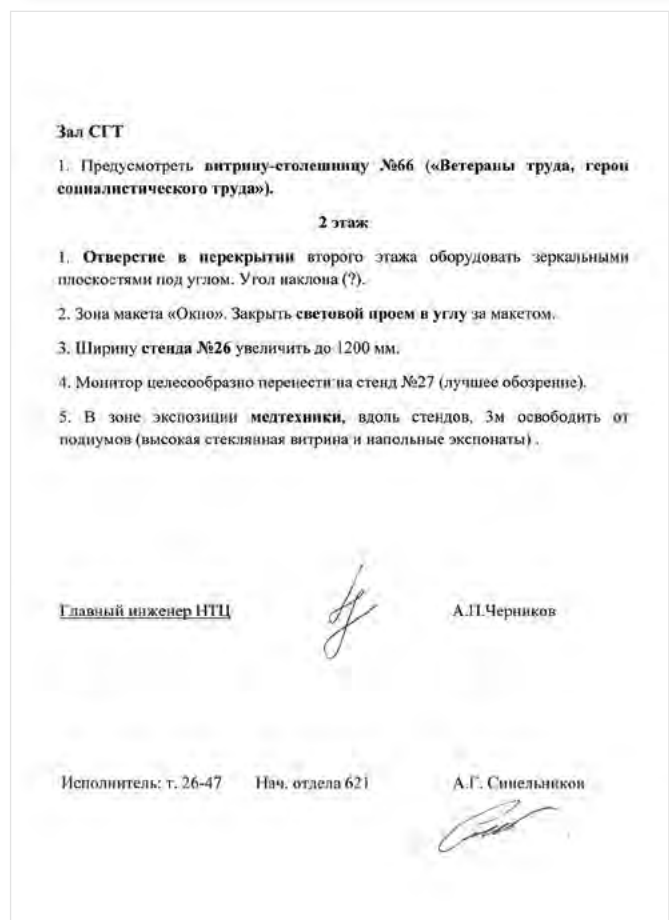 Зал СГТ
1. Предусмотреть витрину-столешницу №66 («Ветераны труда, герои
социалистического труда»).
2 этаж
1. Отверстие в перекрытии второго этажа оборудовать зеркальными
плоскостями под углом. Угол наклона (?).
2. Зона макета «Окно». Закрыть световой проем в углу за макетом.
3. Ширину стенда №26 увеличить до 1200 мм.
4. Монитор целесообразно перенести на стенд №27 (лучшее обозрение).
5. В зоне экспозиции медтехники, вдоль стендов, 3м освободить от
подиумов (высокая стеклянная витрина и напольные экспонаты) .
Главный инженер НТЦ А.П.Черников
Исполнитель: т. 26-47 Нач. отдела 621 А.Г. Синельников